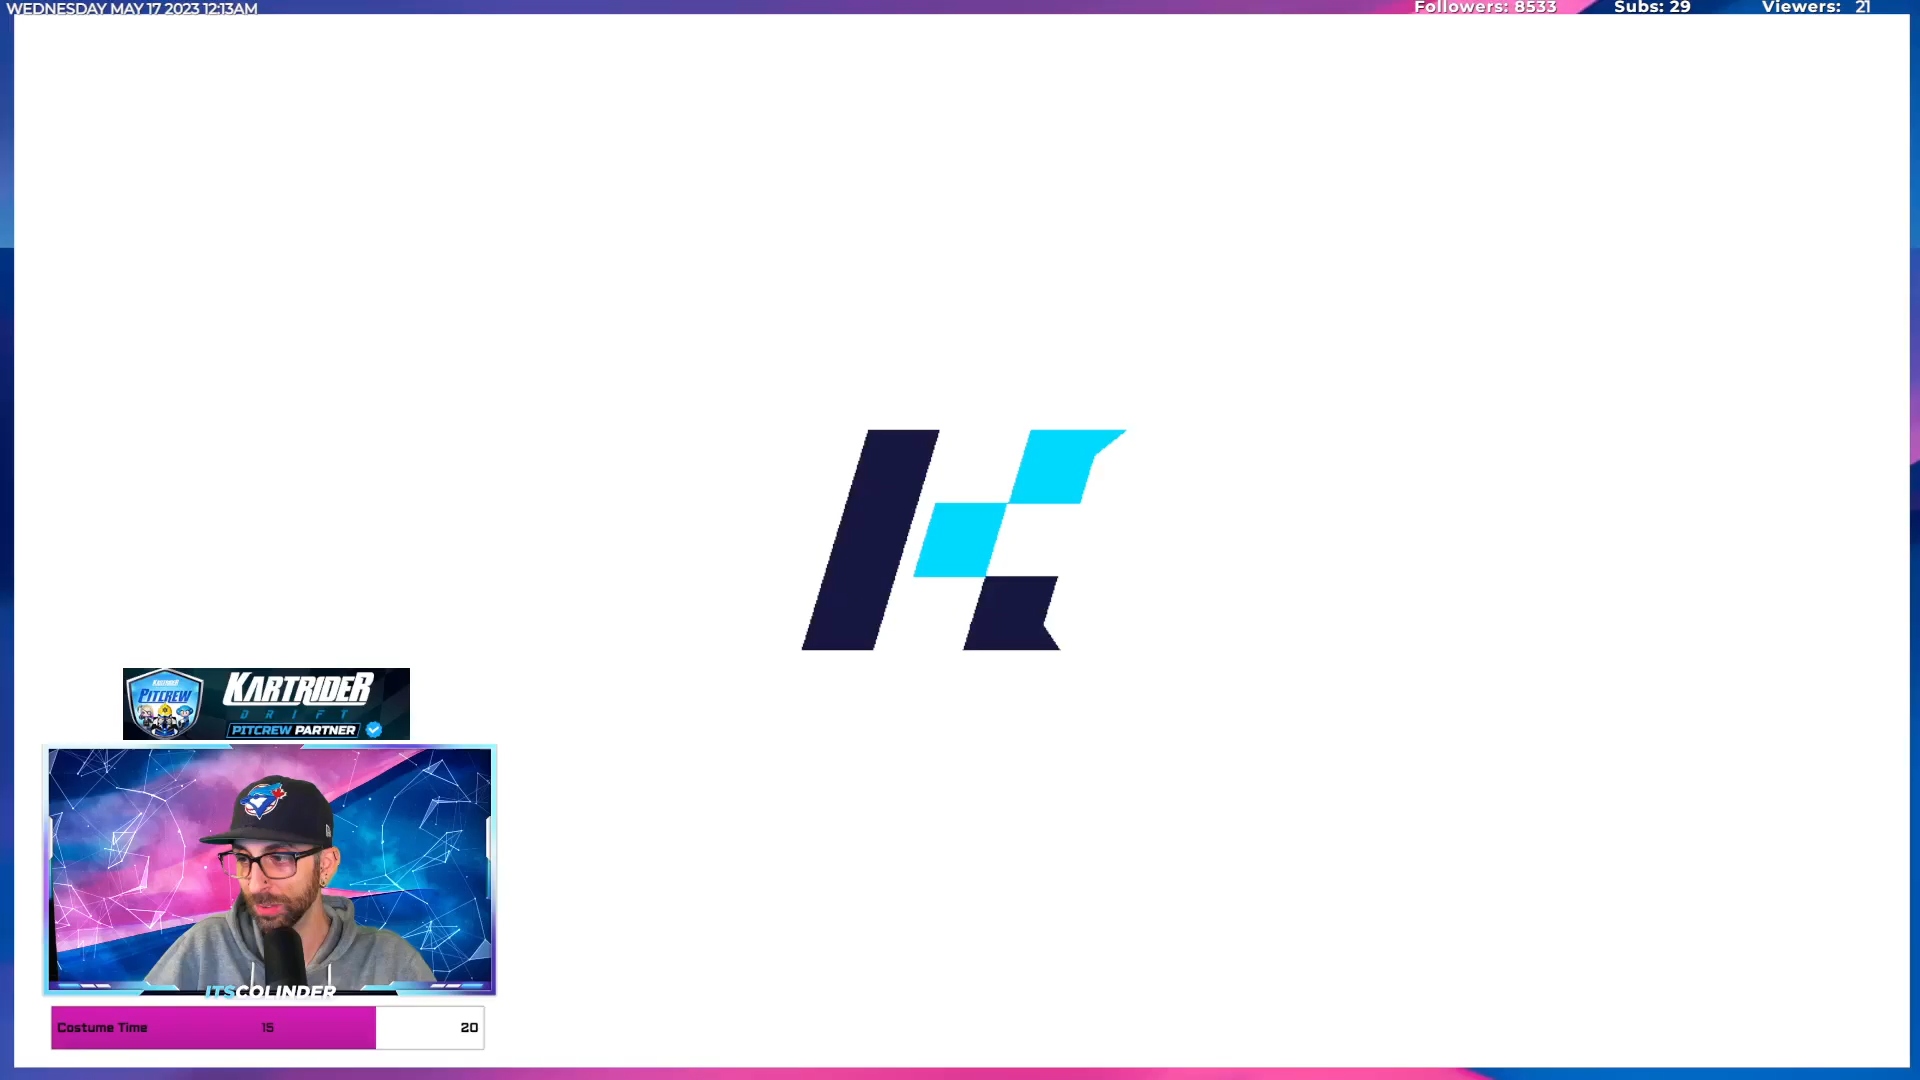 WEDNESDAY MAY 17 2023 12:13AM
Followers: 8533
Subs: 29
Viewers: 21
KARTRIDER
PITCREW
KARTRIDER
DRIFT
PITCREW PARTNER
ITSCOLINDER
Costume Time 15 20